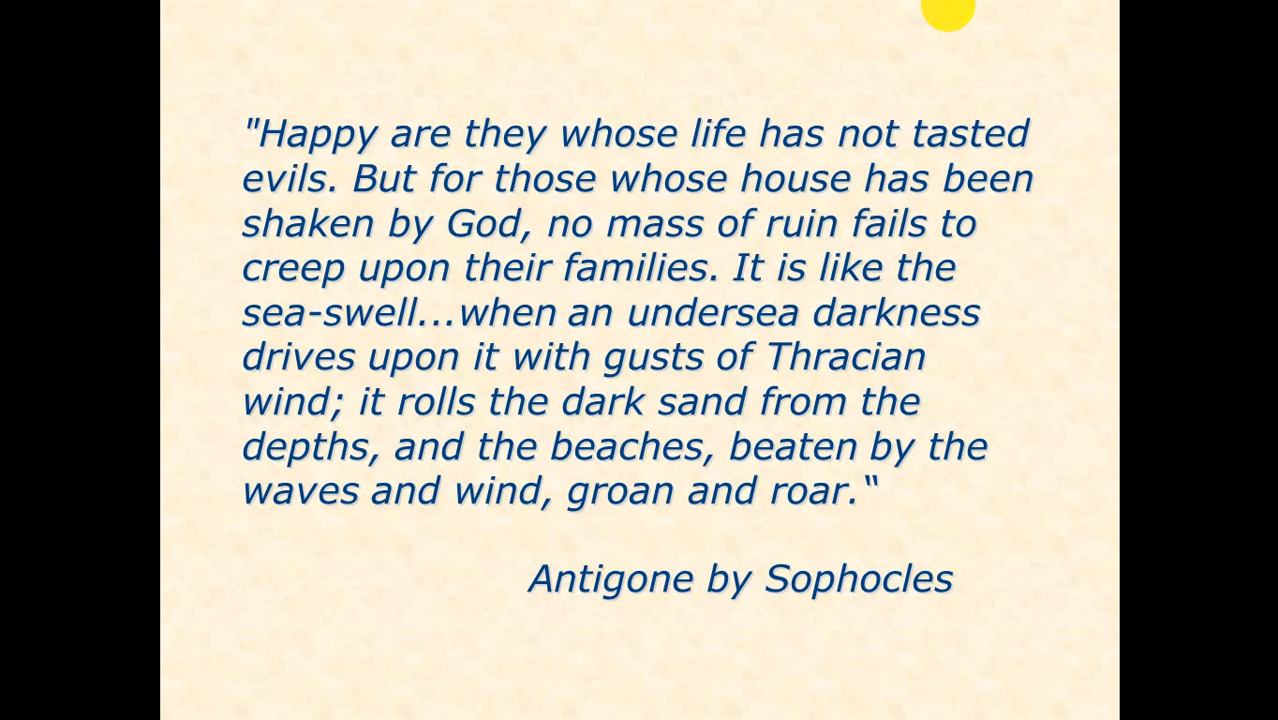 "Happy are they whose life has not tasted
evils. But for those whose house has been
shaken by God, no mass of ruin fails to
creep upon their families. It is like the
sea-swell...when an undersea darkness
drives upon it with gusts of Thracian
wind; it rolls the dark sand from the
depths, and the beaches, beaten by the
waves and wind, groan and roar.“
Antigone by Sophocles